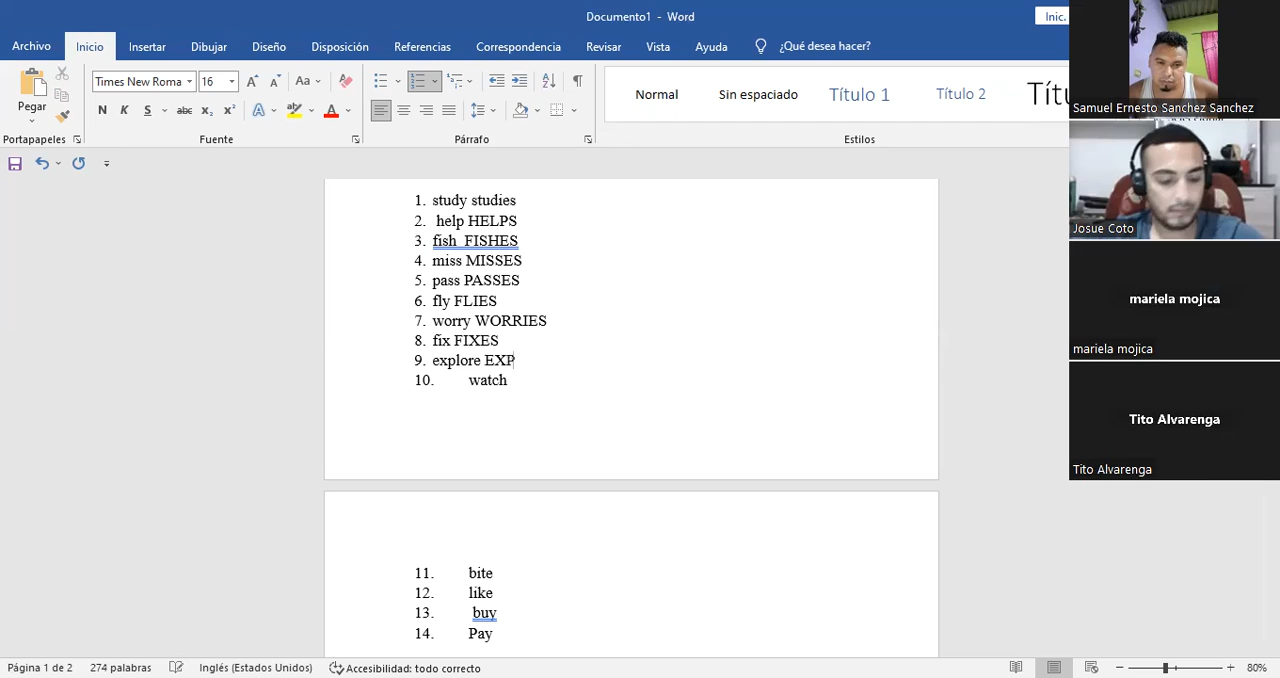 Documento1 - Word
Inic.
Archivo Inicio Insertar Dibujar Diseño Disposición Referencias Correspondencia Revisar Vista Ayuda ¿Qué desea hacer?
Pegar
Times New Roma 16 Aa
N K S abc x₂ x² A A
Normal Sin espaciado Título 1 Título 2 Títu
Portapapeles Fuente Párrafo Estilos
1. study studies
2. help HELPS
3. fish FISHES
4. miss MISSES
5. pass PASSES
6. fly FLIES
7. worry WORRIES
8. fix FIXES
9. explore EXP
10. watch
11. bite
12. like
13. buy
14. Pay
Samuel Ernesto Sanchez Sanchez
Josue Coto
mariela mojica
mariela mojica
Tito Alvarenga
Tito Alvarenga
Página 1 de 2 274 palabras Inglés (Estados Unidos) Accesibilidad: todo correcto 80%